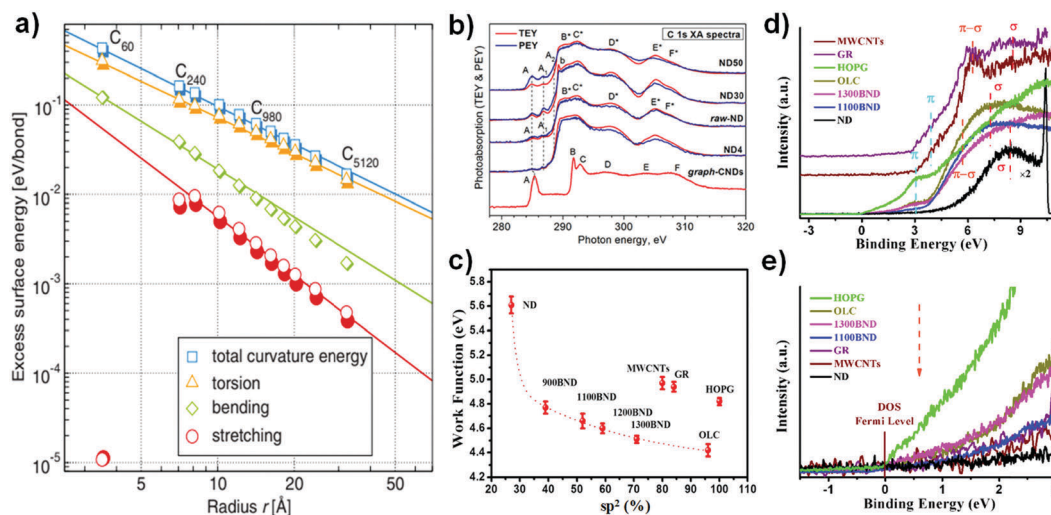 a)
Excess surface energy [eV/bond]
10⁻¹
10⁻²
10⁻³
10⁻⁴
10⁻⁵
C₆₀
C₂₄₀
C₉₈₀
C₅₁₂₀
total curvature energy
torsion
bending
stretching
5 10 20 50
Radius r [Å]
b)
Photoabsorption (TEY & PEY)
TEY
PEY
C 1s XA spectra
B* C* D* E* F*
ND50
ND30
B* C* D* E* F*
raw-ND
ND4
graph-CNDs
A B C D E F
280 290 300 310 320
Photon energy, eV
c)
Work Function (eV)
5.8
5.6
5.4
5.2
5.0
4.8
4.6
4.4
ND
900BND
1100BND
1200BND
1300BND
MWCNTs
GR
HOPG
OLC
20 30 40 50 60 70 80 90 100
sp² (%)
d)
Intensity (a.u.)
MWCNTs
GR
HOPG
OLC
1300BND
1100BND
ND
π
π-σ
σ
π
σ
π-σ
σ
×2
-3 0 3 6 9
Binding Energy (eV)
e)
Intensity (a.u.)
HOPG
OLC
1300BND
1100BND
GR
MWCNTs
ND
DOS
Fermi Level
-1 0 1 2
Binding Energy (eV)